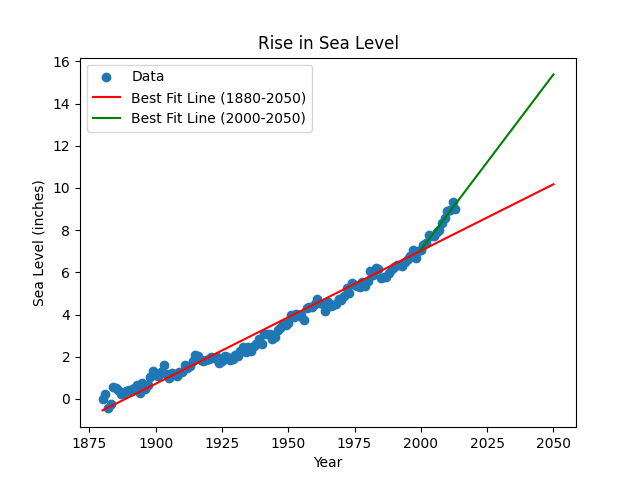 Rise in Sea Level
Data
Best Fit Line (1880-2050)
Best Fit Line (2000-2050)
16
14
12
10
8
6
4
2
0
Sea Level (inches)
1875 1900 1925 1950 1975 2000 2025 2050
Year